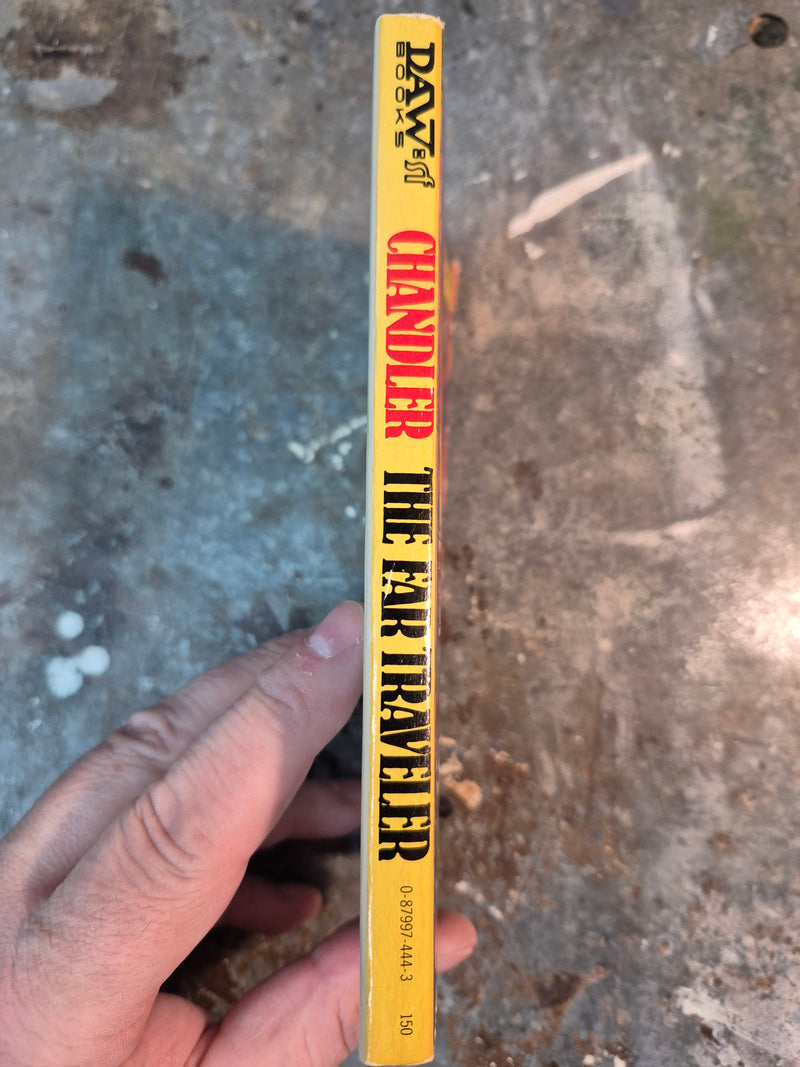 DAW sf
BOOKS
CHANDLER
THE FAR TRAVELER
0-87997-444-3
150